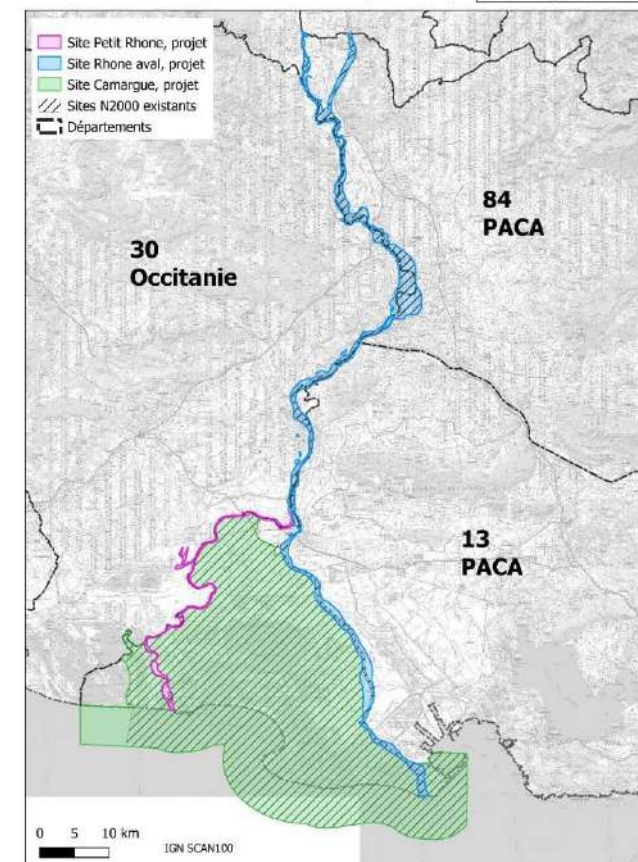 Site Petit Rhone, projet
Site Rhone aval, projet
Site Camargue, projet
Sites N2000 existants
Départements
84
PACA
30
Occitanie
13
PACA
0 5 10 km
IGN SCAN100